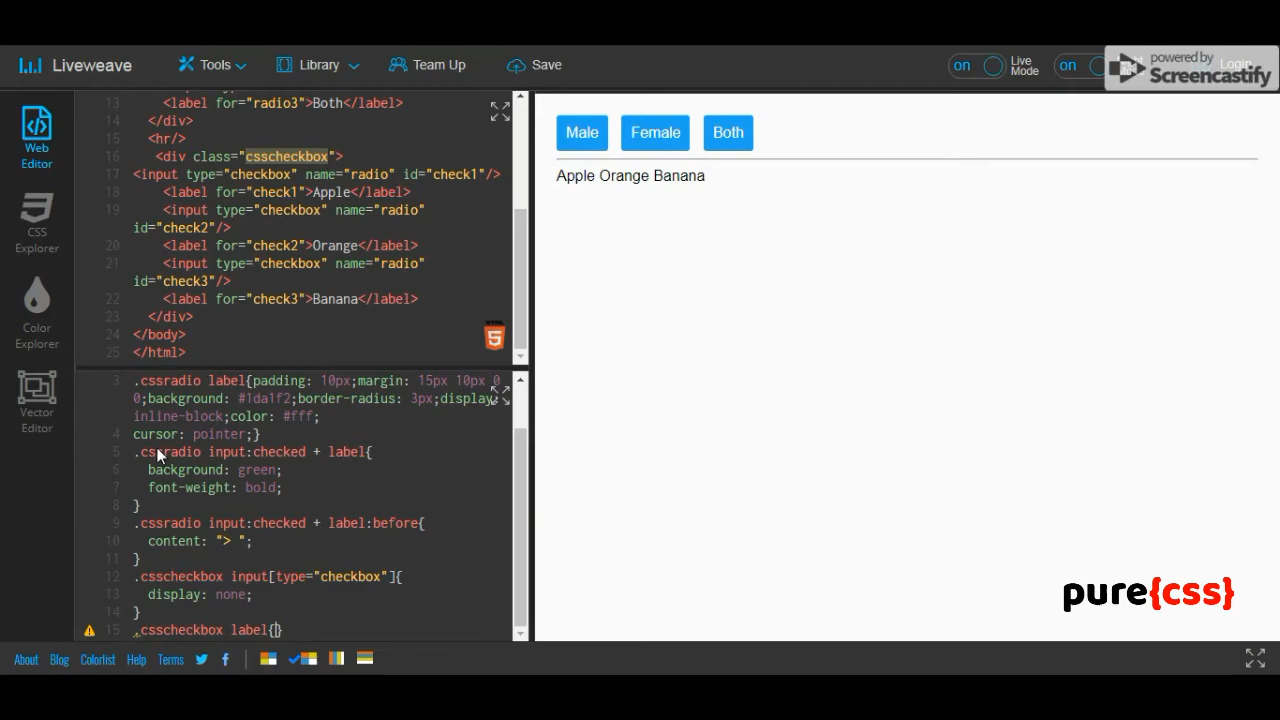 Liveweave
Tools
Library
Team Up
Save
on
Live Mode
on
Login
powered by
Screencastify
Web Editor
CSS Explorer
Color Explorer
Vector Editor
13 <label for="radio3">Both</label>
14 </div>
15 <hr/>
16 <div class="csscheckbox">
17 <input type="checkbox" name="radio" id="check1"/>
18 <label for="check1">Apple</label>
19 <input type="checkbox" name="radio"
id="check2"/>
20 <label for="check2">Orange</label>
21 <input type="checkbox" name="radio"
id="check3"/>
22 <label for="check3">Banana</label>
23 </div>
24 </body>
25 </html>
HTML
5
3 .cssradio label{padding: 10px;margin: 15px 10px 0
0;background: #1da1f2;border-radius: 3px;display:
inline-block;color: #fff;
4 cursor: pointer;}
5 .cssradio input:checked + label{
6 background: green;
7 font-weight: bold;
8 }
9 .cssradio input:checked + label:before{
10 content: "> ";
11 }
12 .csscheckbox input[type="checkbox"]{
13 display: none;
14 }
15 .csscheckbox label{}
Male Female Both
Apple Orange Banana
pure{css}
About Blog Colorlist Help Terms